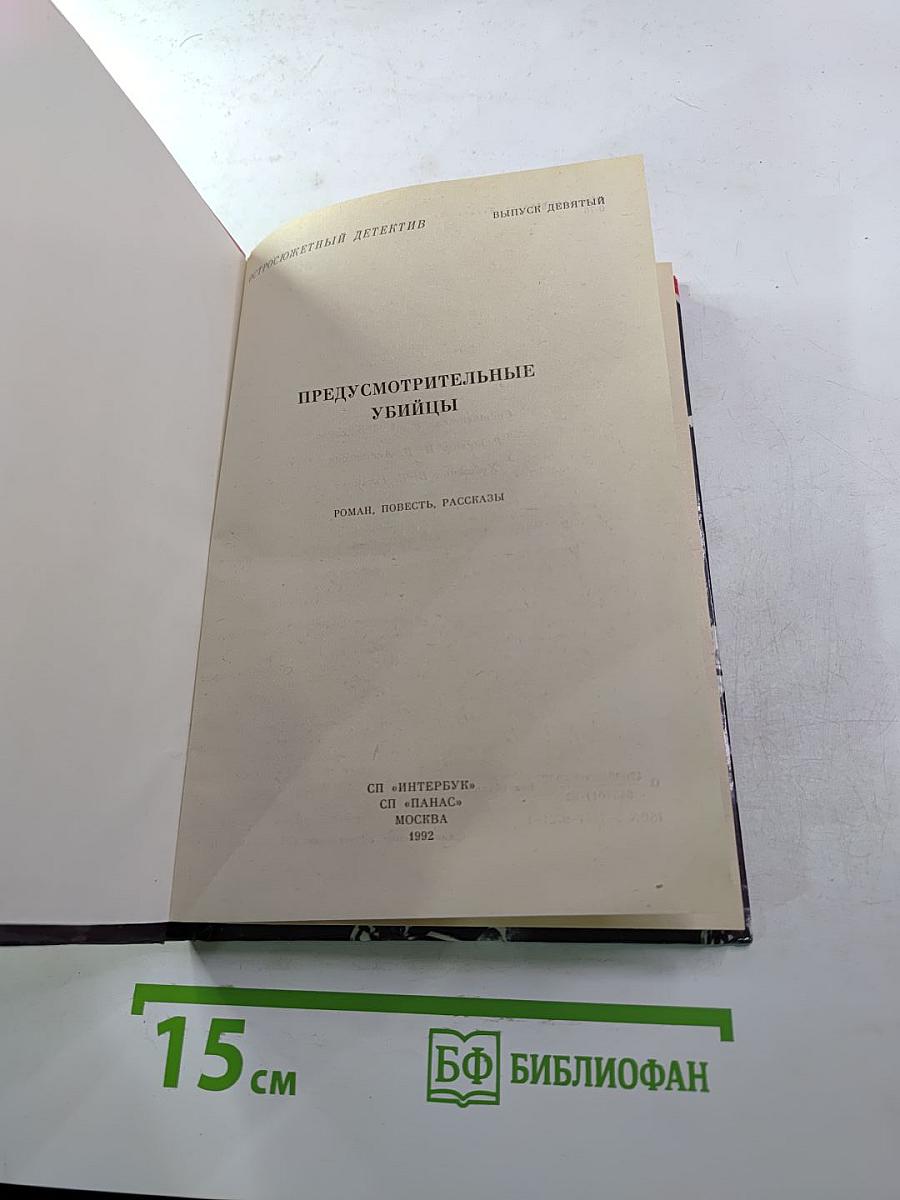 ОСТРОСЮЖЕТНЫЙ ДЕТЕКТИВ
ВЫПУСК ДЕВЯТЫЙ
ПРЕДУСМОТРИТЕЛЬНЫЕ
УБИЙЦЫ
РОМАН, ПОВЕСТЬ, РАССКАЗЫ
СП «ИНТЕРБУК»
СП «ПАНАС»
МОСКВА
1992
15 см
БФ БИБЛИОФАН